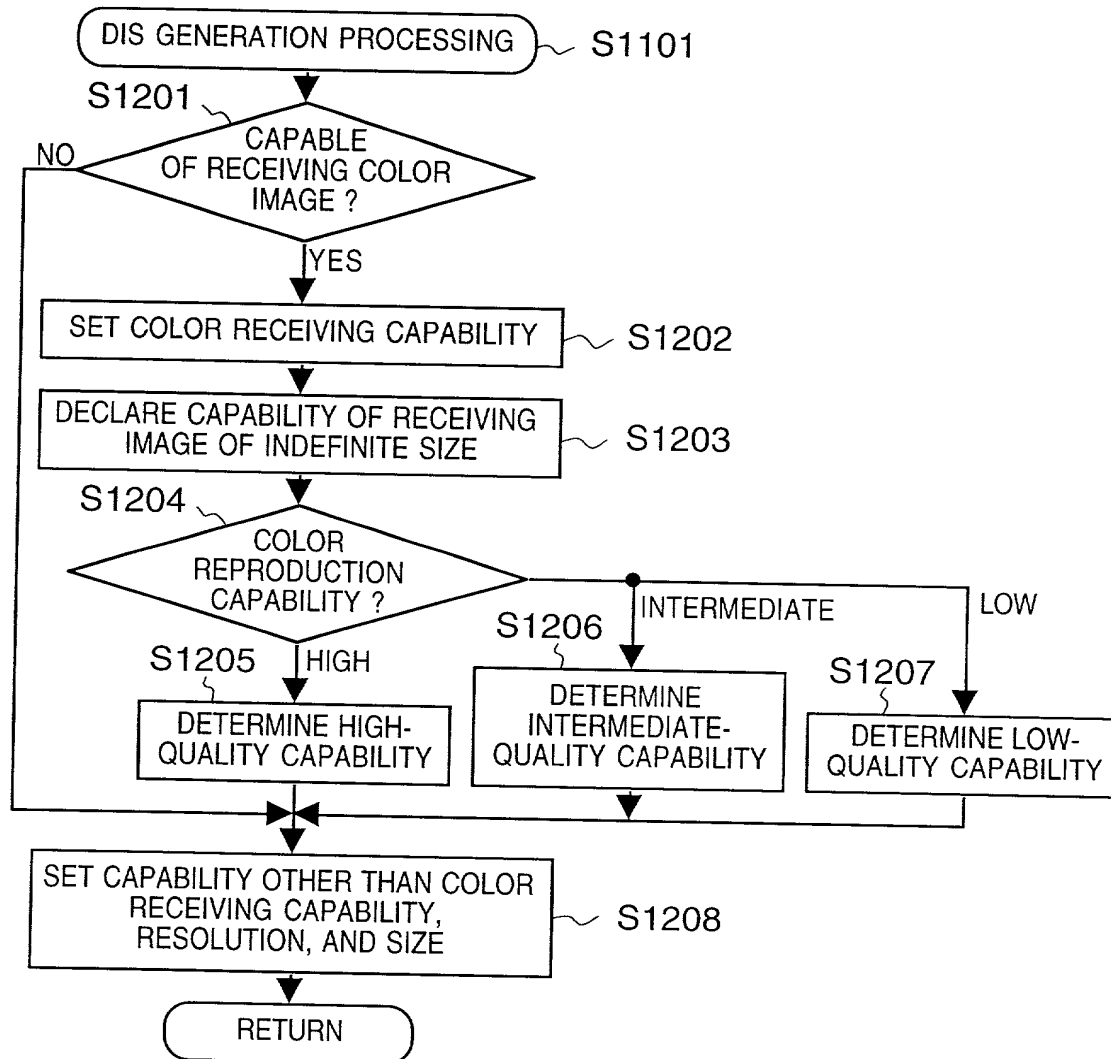 DIS GENERATION PROCESSING
S1101
S1201
CAPABLE
OF RECEIVING COLOR
IMAGE ?
NO
YES
SET COLOR RECEIVING CAPABILITY
S1202
DECLARE CAPABILITY OF RECEIVING
IMAGE OF INDEFINITE SIZE
S1203
S1204
COLOR
REPRODUCTION
CAPABILITY ?
INTERMEDIATE
LOW
S1205
HIGH
S1206
S1207
DETERMINE HIGH-
QUALITY CAPABILITY
DETERMINE
INTERMEDIATE-
QUALITY CAPABILITY
DETERMINE LOW-
QUALITY CAPABILITY
SET CAPABILITY OTHER THAN COLOR
RECEIVING CAPABILITY,
RESOLUTION, AND SIZE
S1208
RETURN